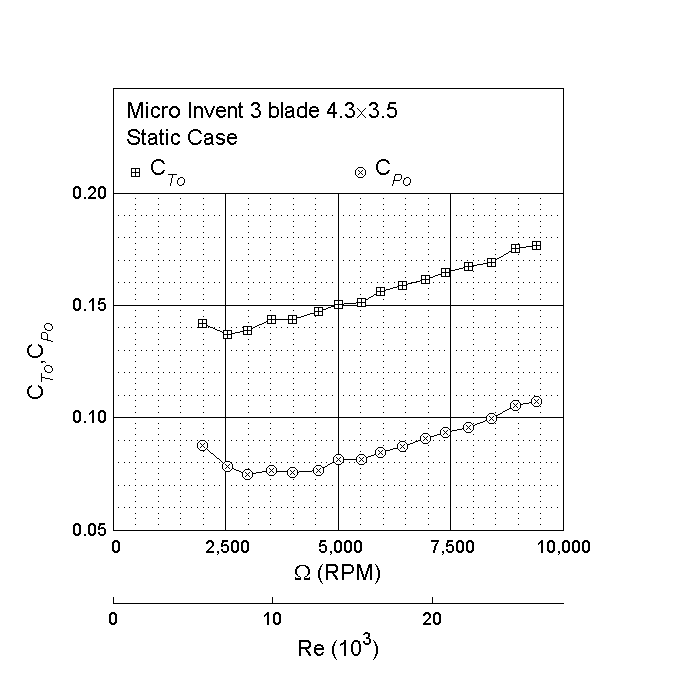 Micro Invent 3 blade 4.3×3.5
Static Case
C_To C_Po
0.20
0.15
0.10
0.05
C_To,C_Po
0 2,500 5,000 7,500 10,000
Ω (RPM)
0 10 20
Re (10^3)